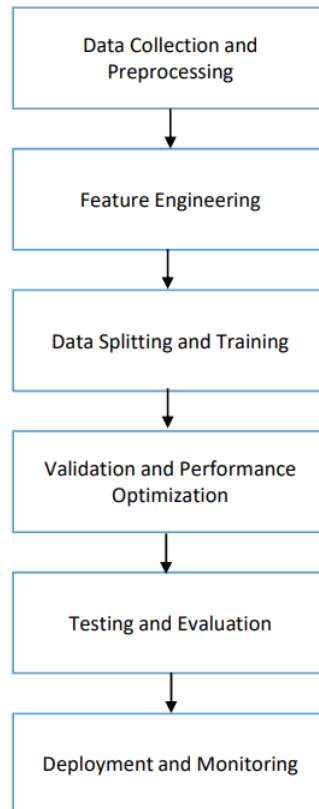 Data Collection and
Preprocessing
Feature Engineering
Data Splitting and Training
Validation and Performance
Optimization
Testing and Evaluation
Deployment and Monitoring